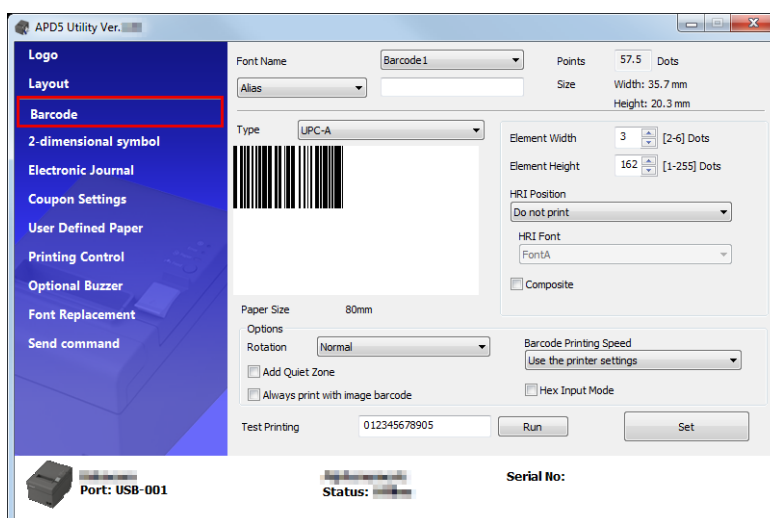 APD5 Utility Ver.
Logo
Layout
Barcode
2-dimensional symbol
Electronic Journal
Coupon Settings
User Defined Paper
Printing Control
Optional Buzzer
Font Replacement
Send command
Font Name Barcode1 Points 57.5 Dots
Alias Size Width: 35.7 mm
Height: 20.3 mm
Type UPC-A
Element Width 3 [2-6] Dots
Element Height 162 [1-255] Dots
HRI Position
Do not print
HRI Font
FontA
Composite
Paper Size 80mm
Options
Rotation Normal
Add Quiet Zone
Always print with image barcode
Barcode Printing Speed
Use the printer settings
Hex Input Mode
Test Printing 012345678905 Run Set
Port: USB-001
Status:
Serial No: